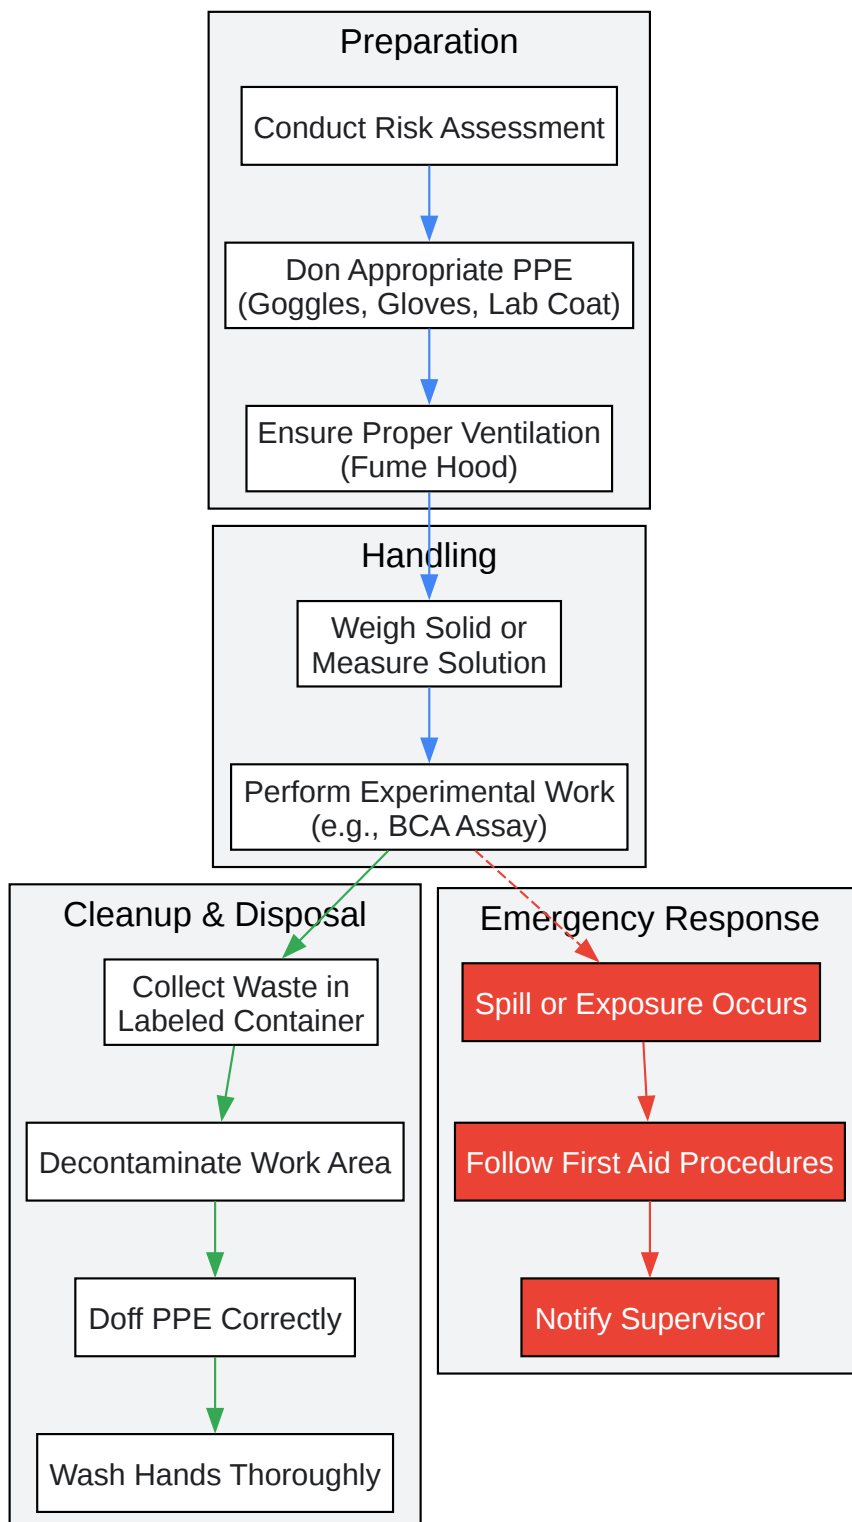 Preparation
Conduct Risk Assessment
Don Appropriate PPE
(Goggles, Gloves, Lab Coat)
Ensure Proper Ventilation
(Fume Hood)
Handling
Weigh Solid or
Measure Solution
Perform Experimental Work
(e.g., BCA Assay)
Cleanup & Disposal
Collect Waste in
Labeled Container
Decontaminate Work Area
Doff PPE Correctly
Wash Hands Thoroughly
Emergency Response
Spill or Exposure Occurs
Follow First Aid Procedures
Notify Supervisor